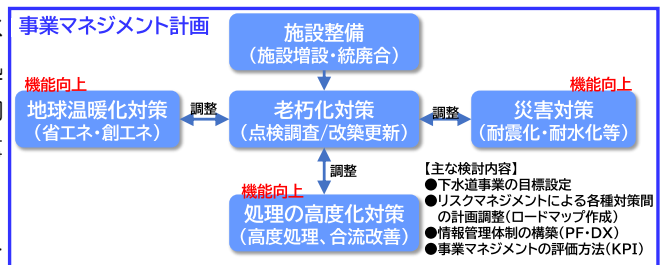 事業マネジメント計画
施設整備
(施設増設・統廃合)
機能向上
機能向上
地球温暖化対策
(省エネ・創エネ)
調整
老朽化対策
(点検調査/改築更新)
調整
災害対策
(耐震化・耐水化等)
調整
機能向上
処理の高度化対策
(高度処理、合流改善)
【主な検討内容】
●下水道事業の目標設定
●リスクマネジメントによる各種対策間
の計画調整(ロードマップ作成)
●情報管理体制の構築(PF・DX)
●事業マネジメントの評価方法(KPI)